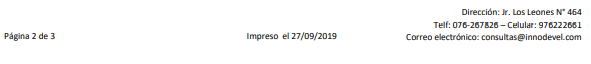 Dirección: Jr. Los Leones N° 464
Telf: 076-267826 – Celular: 976222661
Página 2 de 3 Impreso el 27/09/2019 Correo electrónico: consultas@innodevel.com